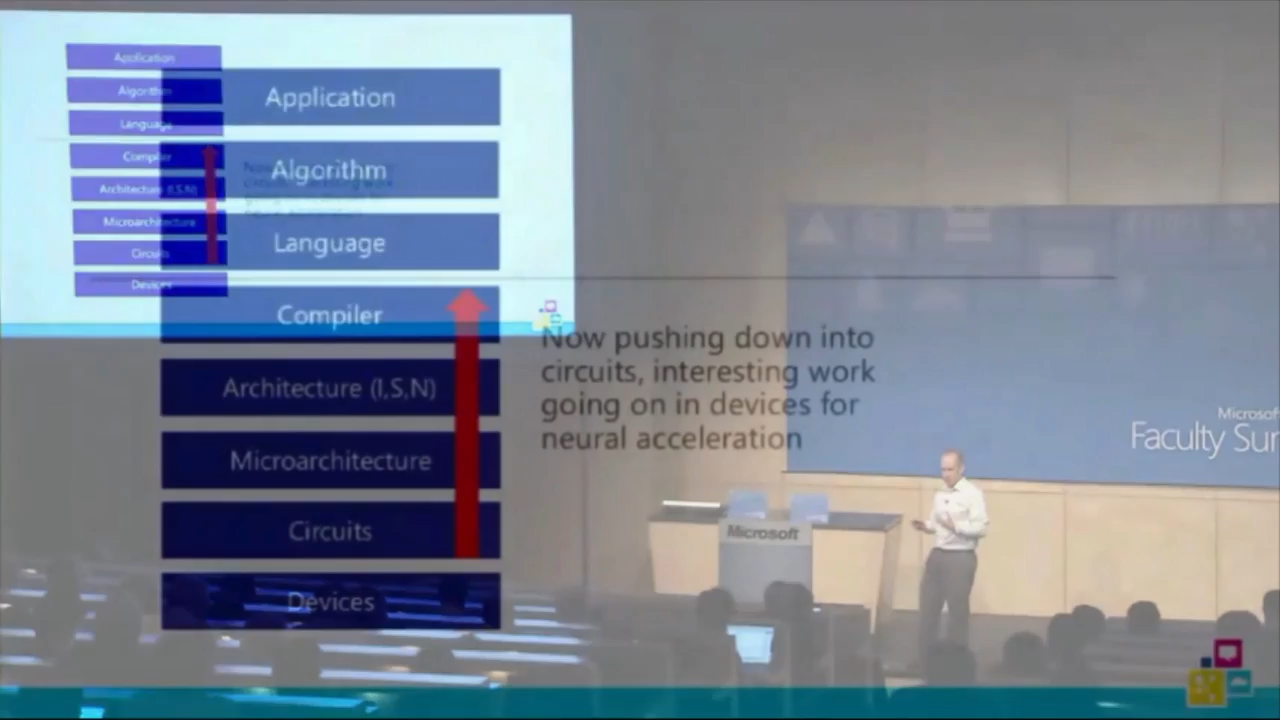 Application
Algorithm
Language
Compiler
Architecture (I,S,N)
Microarchitecture
Circuits
Devices
Application
Algorithm
Language
Compiler
Architecture (I,S,N)
Microarchitecture
Circuits
Devices
Now pushing down into
circuits, interesting work
going on in devices for
neural acceleration
Microsoft
Faculty Sum
Microsoft